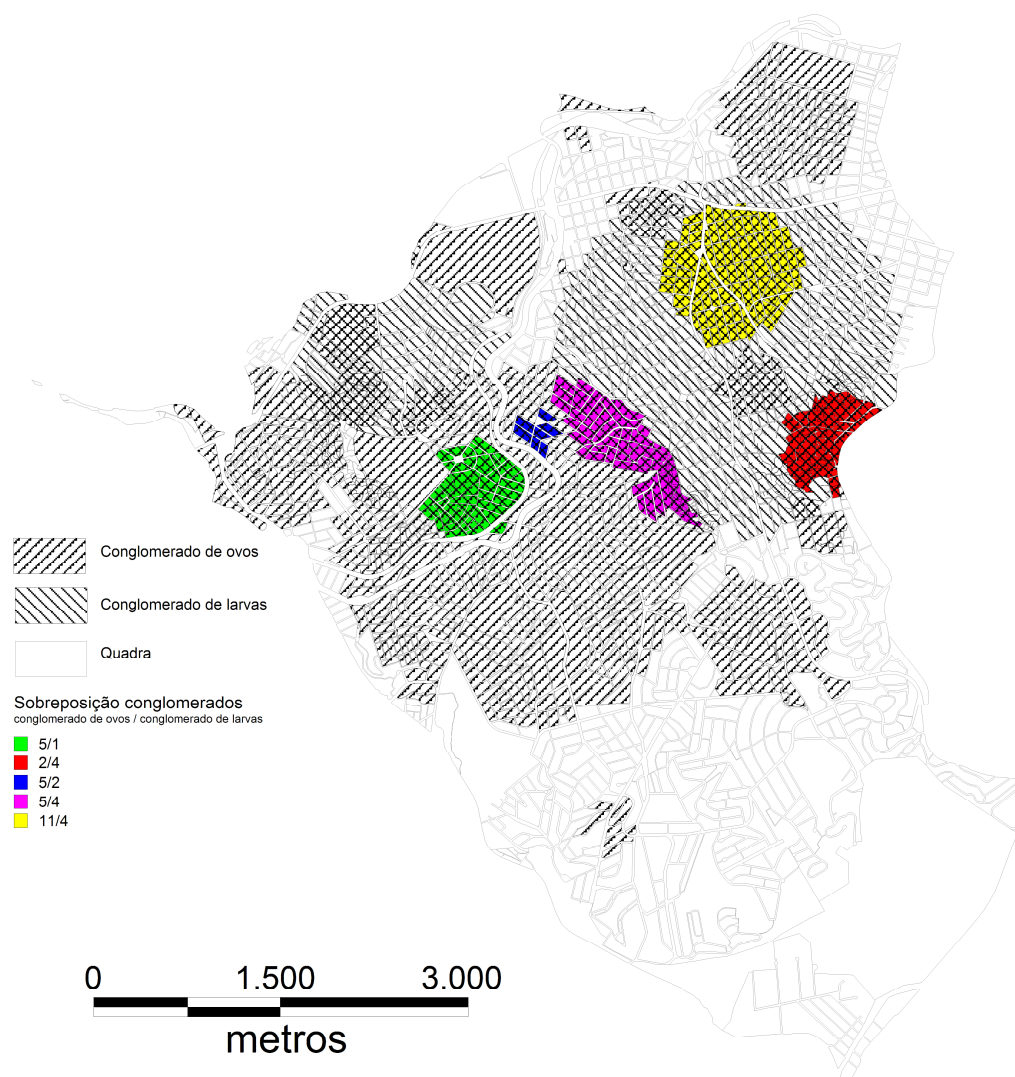 Conglomerado de ovos
Conglomerado de larvas
Quadra
Sobreposição conglomerados
conglomerado de ovos / conglomerado de larvas
5/1
2/4
5/2
5/4
11/4
0 1.500 3.000
metros